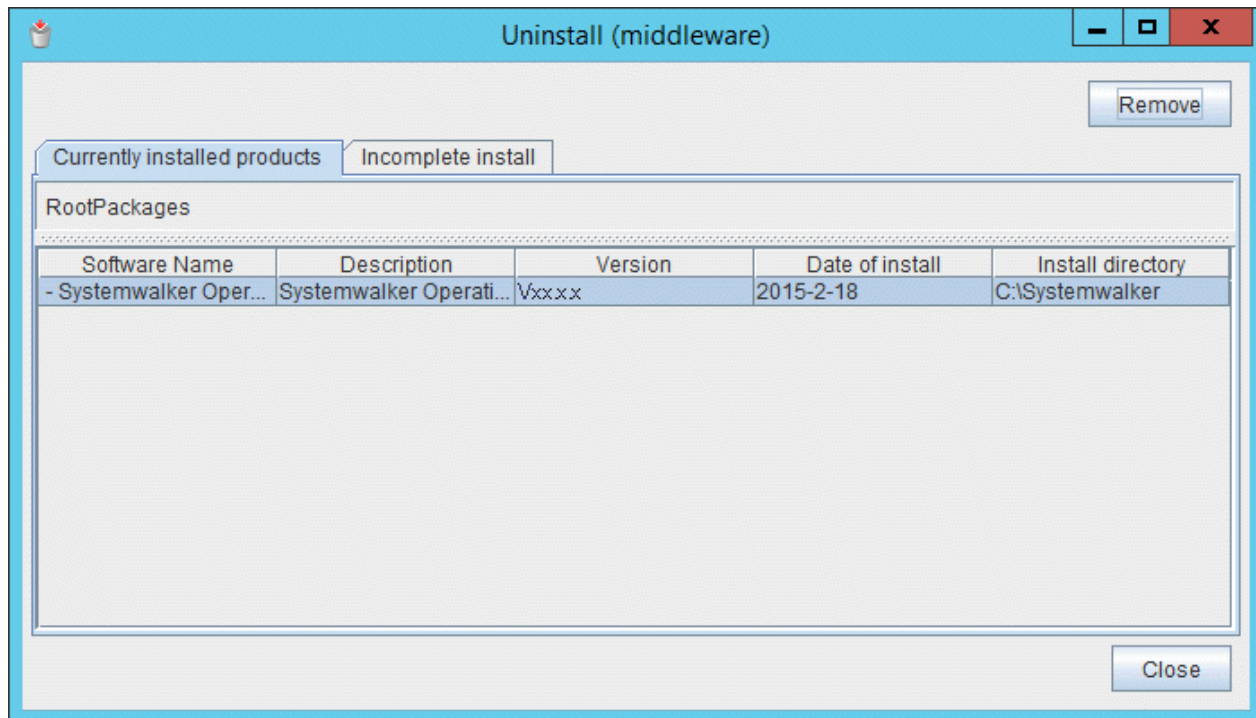 Uninstall (middleware)
Remove
Currently installed products Incomplete install
RootPackages
Software Name Description Version Date of install Install directory
- Systemwalker Oper... Systemwalker Operati... Vxx.x.x 2015-2-18 C:\Systemwalker
Close